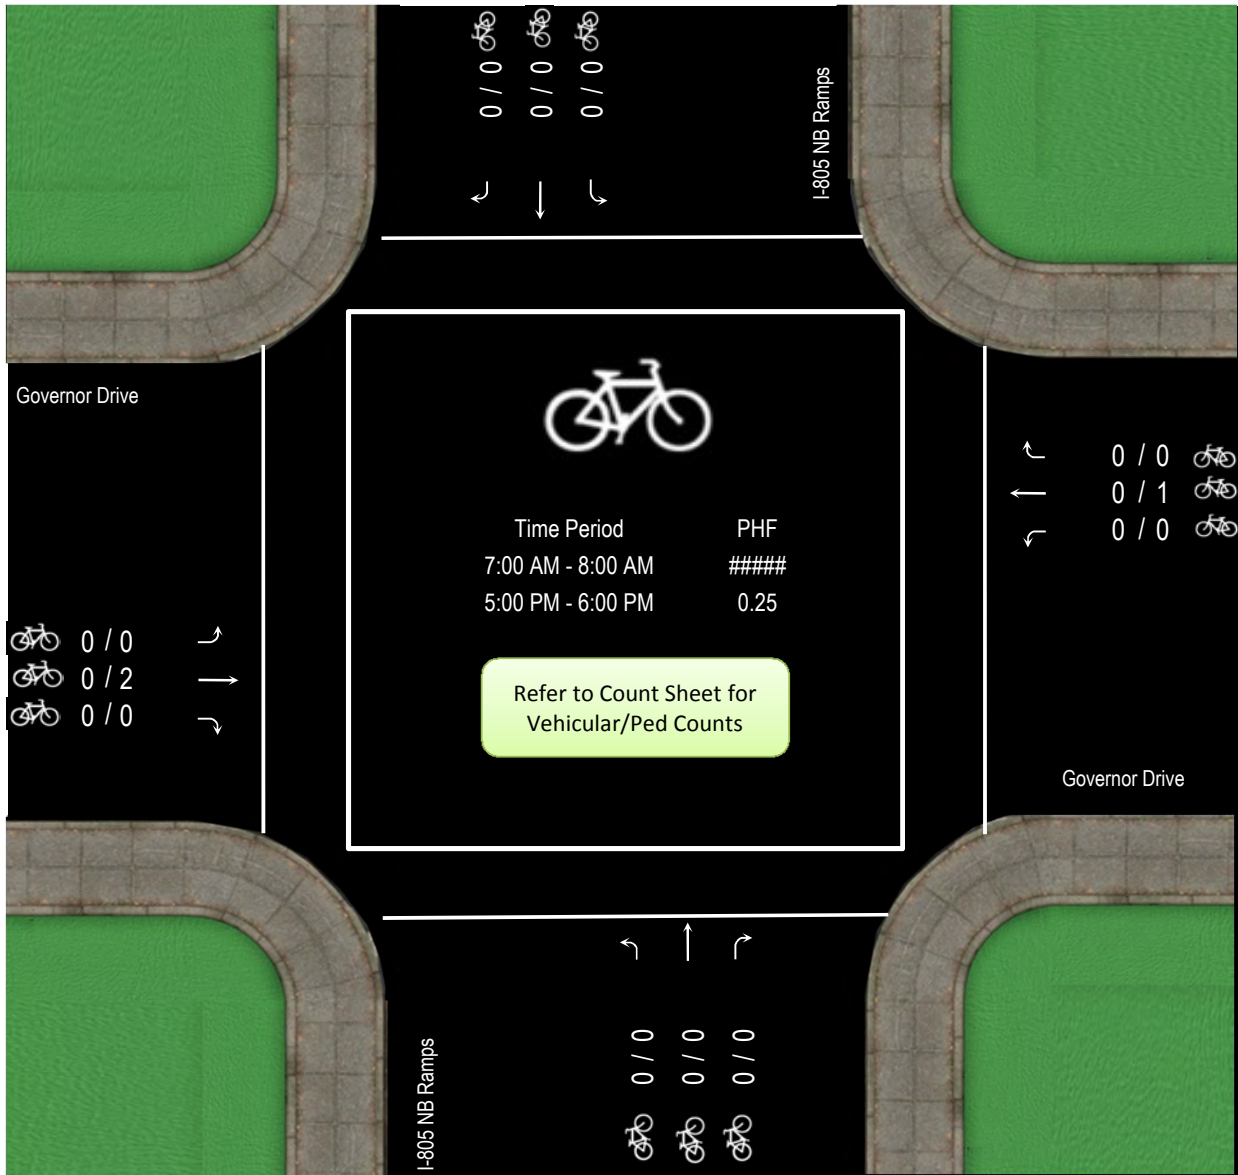 0 / 0
0 / 0
0 / 0
I-805 NB Ramps
Governor Drive
0 / 0
0 / 1
0 / 0
Time Period PHF
7:00 AM - 8:00 AM #####
5:00 PM - 6:00 PM 0.25
0 / 0
0 / 2
0 / 0
Refer to Count Sheet for
Vehicular/Ped Counts
Governor Drive
I-805 NB Ramps
0 / 0
0 / 0
0 / 0